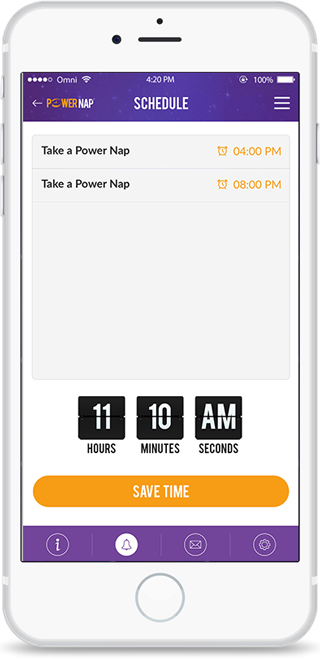 Omni 4:20 PM 100%
POWERNAP SCHEDULE
Take a Power Nap 04:00 PM
Take a Power Nap 08:00 PM
11 10 AM
HOURS MINUTES SECONDS
SAVE TIME